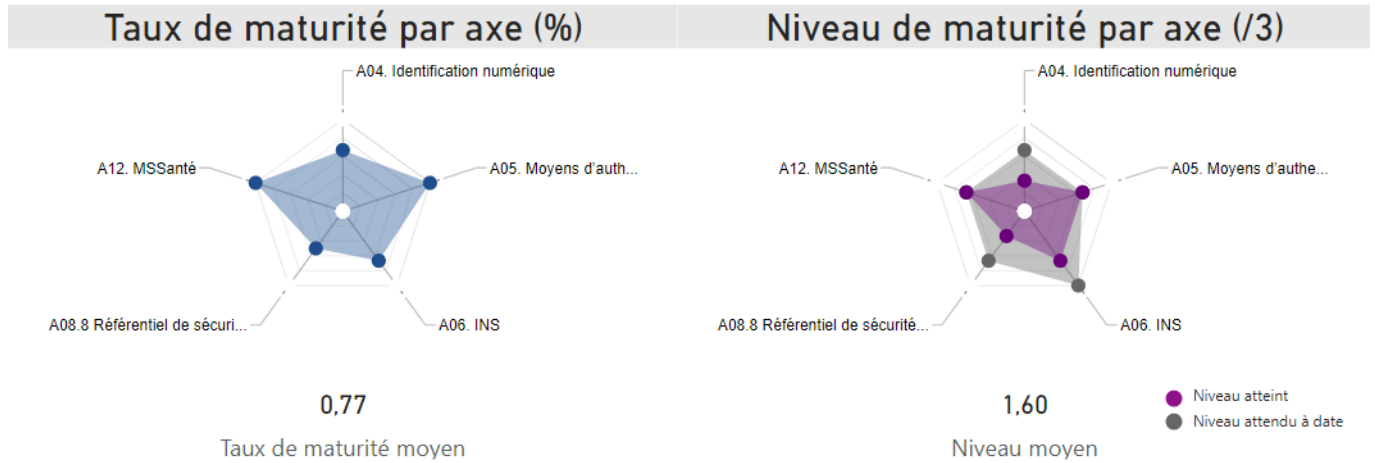 Taux de maturité par axe (%)
A04. Identification numérique
A12. MSSanté
A05. Moyens d'auth...
A08.8 Référentiel de sécuri...
A06. INS
0,77
Taux de maturité moyen
Niveau de maturité par axe (/3)
A04. Identification numérique
A12. MSSanté
A05. Moyens d'authe...
A08.8 Référentiel de sécurité...
A06. INS
1,60
Niveau moyen
Niveau atteint
Niveau attendu à date